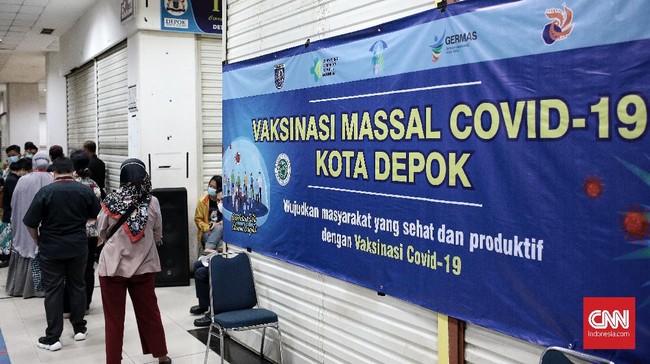 DEPOK
GERMAS
VAKSINASI MASSAL COVID-19
KOTA DEPOK
Wujudkan masyarakat yang sehat dan produktif
dengan Vaksinasi Covid-19
CNN
Indonesia.com